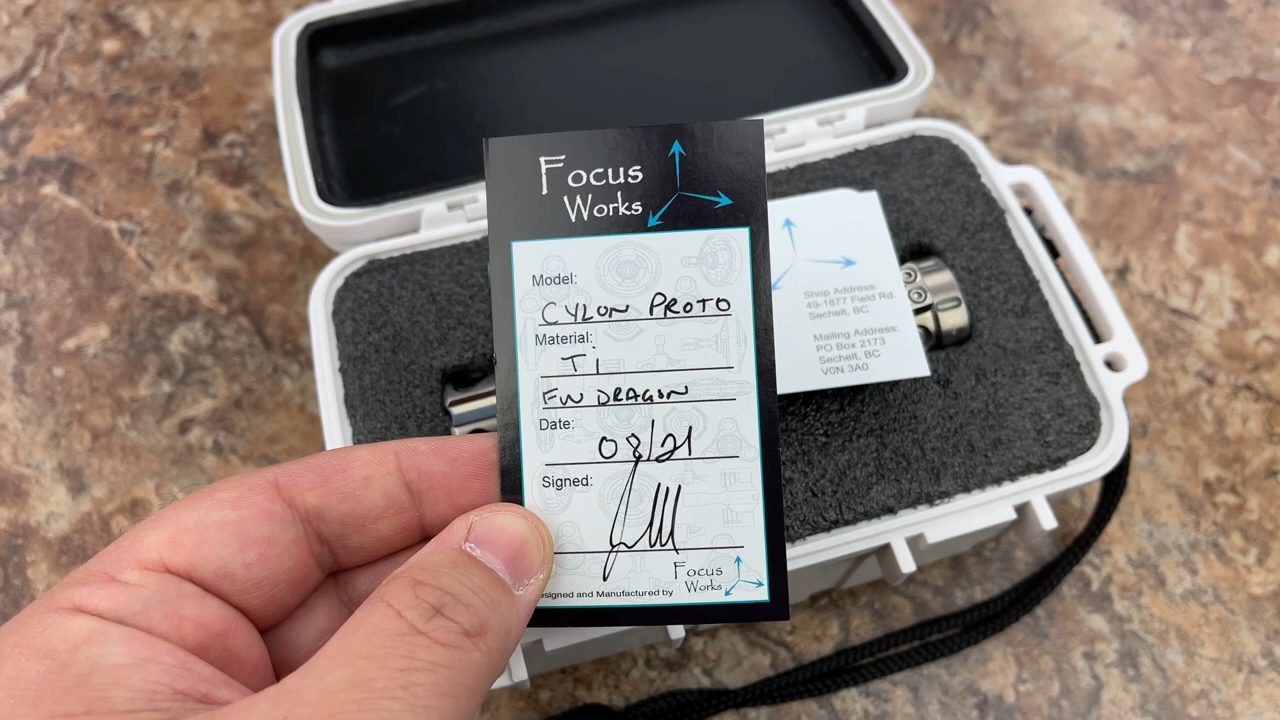 Focus
Works
Model:
CYLON PROTO
Material:
Ti
FW DRAGON
Date:
08/21
Signed:
esigned and Manufactured by
Focus
Works
Shop Address:
49-1877 Field Rd.
Sechelt, BC
Mailing Address:
PO Box 2173
Sechelt, BC
V0N 3A0